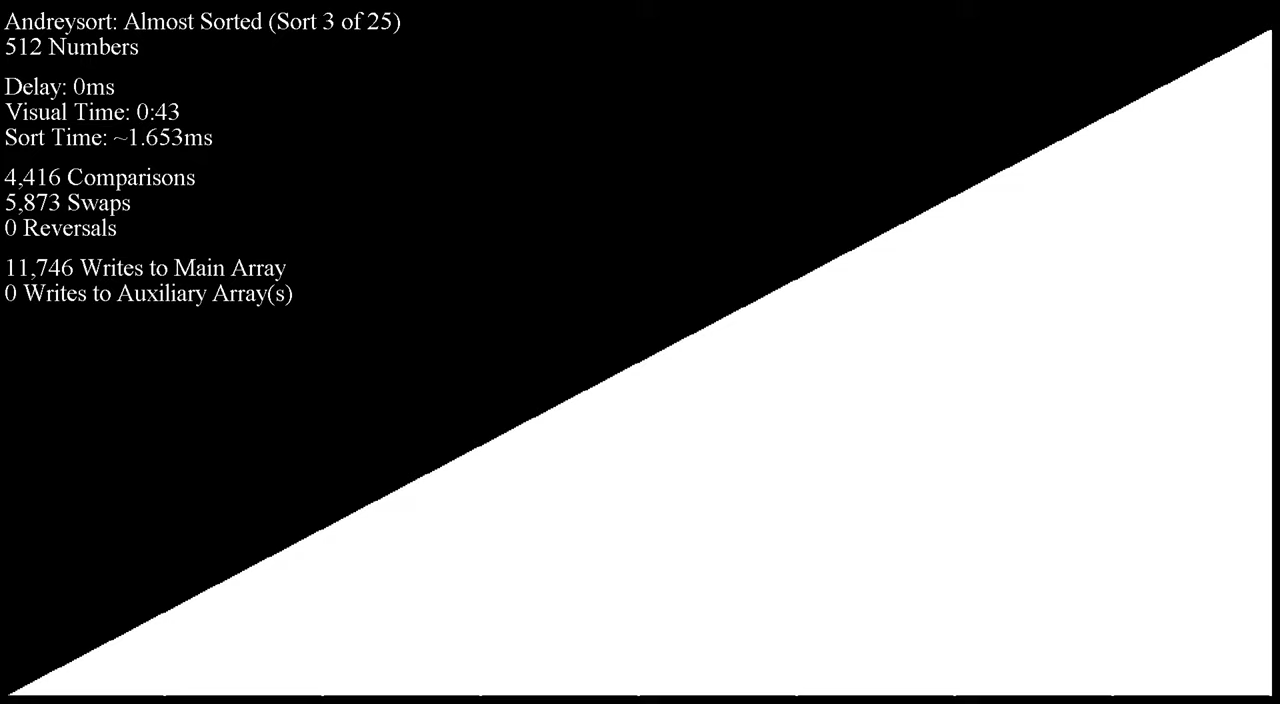 Andreysort: Almost Sorted (Sort 3 of 25)
512 Numbers
Delay: 0ms
Visual Time: 0:43
Sort Time: ~1.653ms
4,416 Comparisons
5,873 Swaps
0 Reversals
11,746 Writes to Main Array
0 Writes to Auxiliary Array(s)